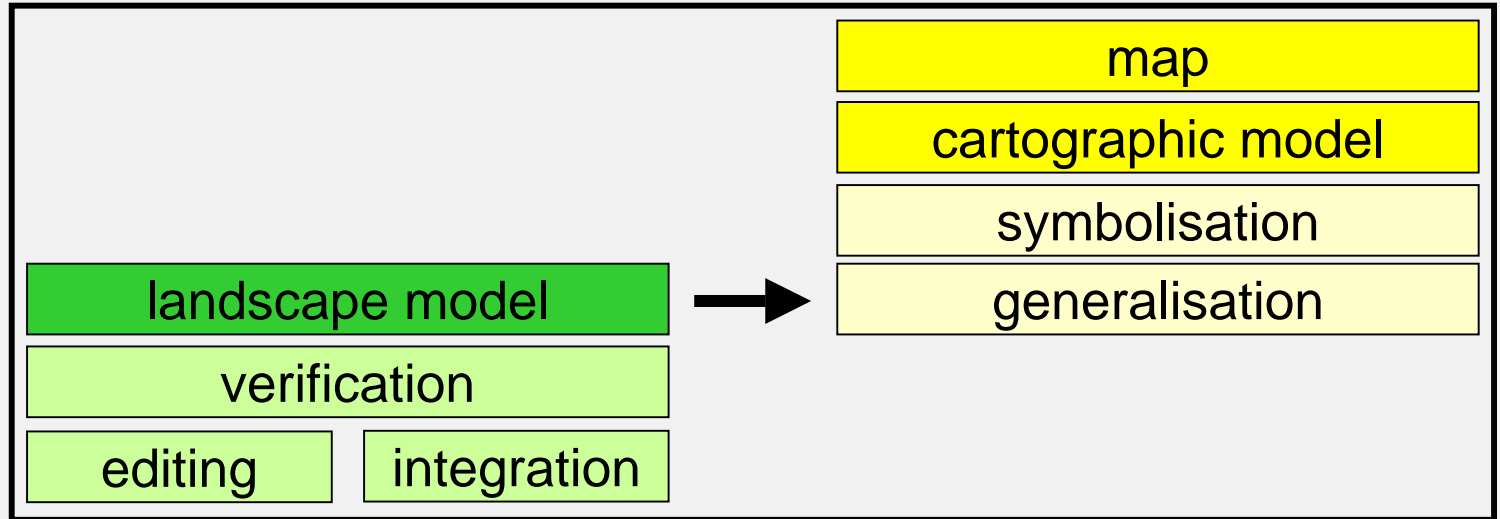 map
cartographic model
symbolisation
landscape model
generalisation
verification
editing
integration